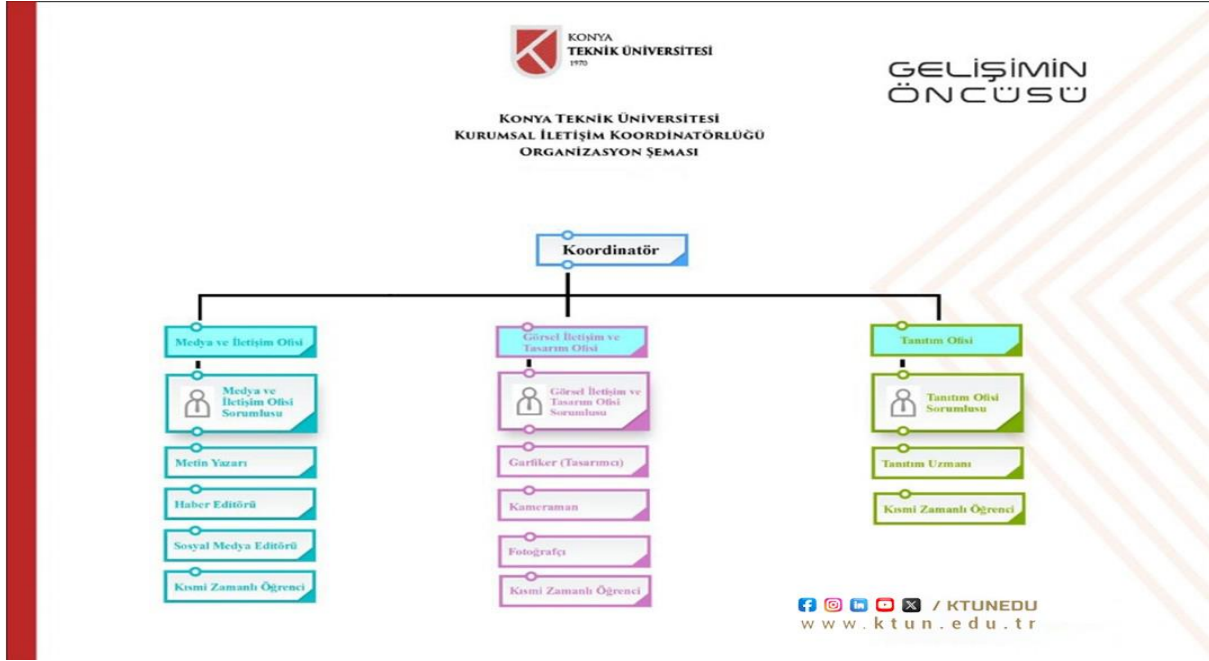 KONYA
TEKNİK ÜNİVERSİTESİ
1970
GELİŞİMİN
ÖNCÜSÜ
KONYA TEKNİK ÜNİVERSİTESİ
KURUMSAL İLETİŞİM KOORDİNATÖRLÜĞÜ
ORGANİZASYON ŞEMASI
Koordinatör
Medya ve İletişim Ofisi
Medya ve
İletişim Ofisi
Sorumlusu
Metin Yazarı
Haber Editörü
Sosyal Medya Editörü
Kısmi Zamanlı Öğrenci
Görsel İletişim ve
Tasarım Ofisi
Görsel İletişim ve
Tasarım Ofisi
Sorumlusu
Garfiker (Tasarımcı)
Kameraman
Fotoğrafçı
Kısmi Zamanlı Öğrenci
Tanıtım Ofisi
Tanıtım Ofisi
Sorumlusu
Tanıtım Uzmanı
Kısmi Zamanlı Öğrenci
/ KTUNEDU
www.ktun.edu.tr